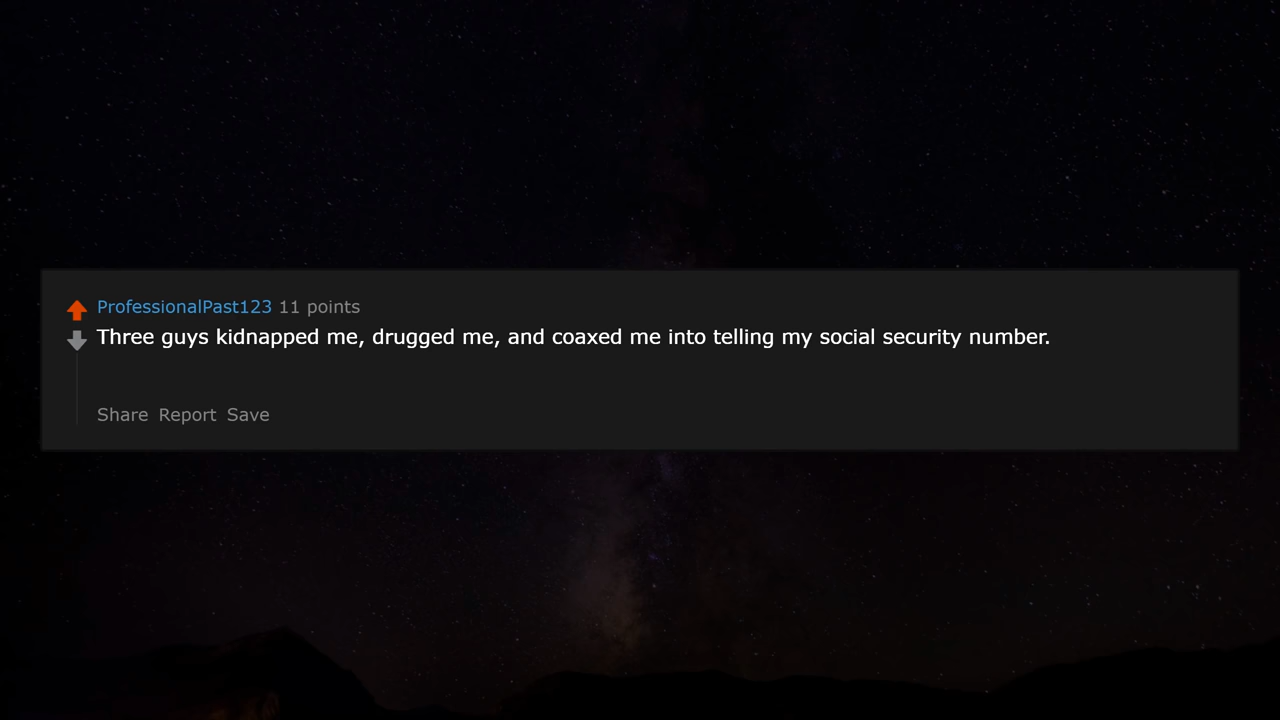 ProfessionalPast123 11 points
Three guys kidnapped me, drugged me, and coaxed me into telling my social security number.
Share Report Save